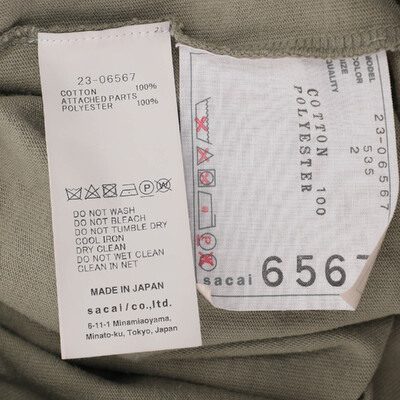 23-06567
COTTON 100%
ATTACHED PARTS
POLYESTER 100%
DO NOT WASH
DO NOT BLEACH
DO NOT TUMBLE DRY
COOL IRON
DRY CLEAN
DO NOT WET CLEAN
CLEAN IN NET
MADE IN JAPAN
sacai/co.,ltd.
6-11-1 Minamiaoyama,
Minato-ku, Tokyo, Japan
MODEL 23-06567
COLOR 535
SIZE 2
QUALITY
COTTON 100
POLYESTER
sacai 6567